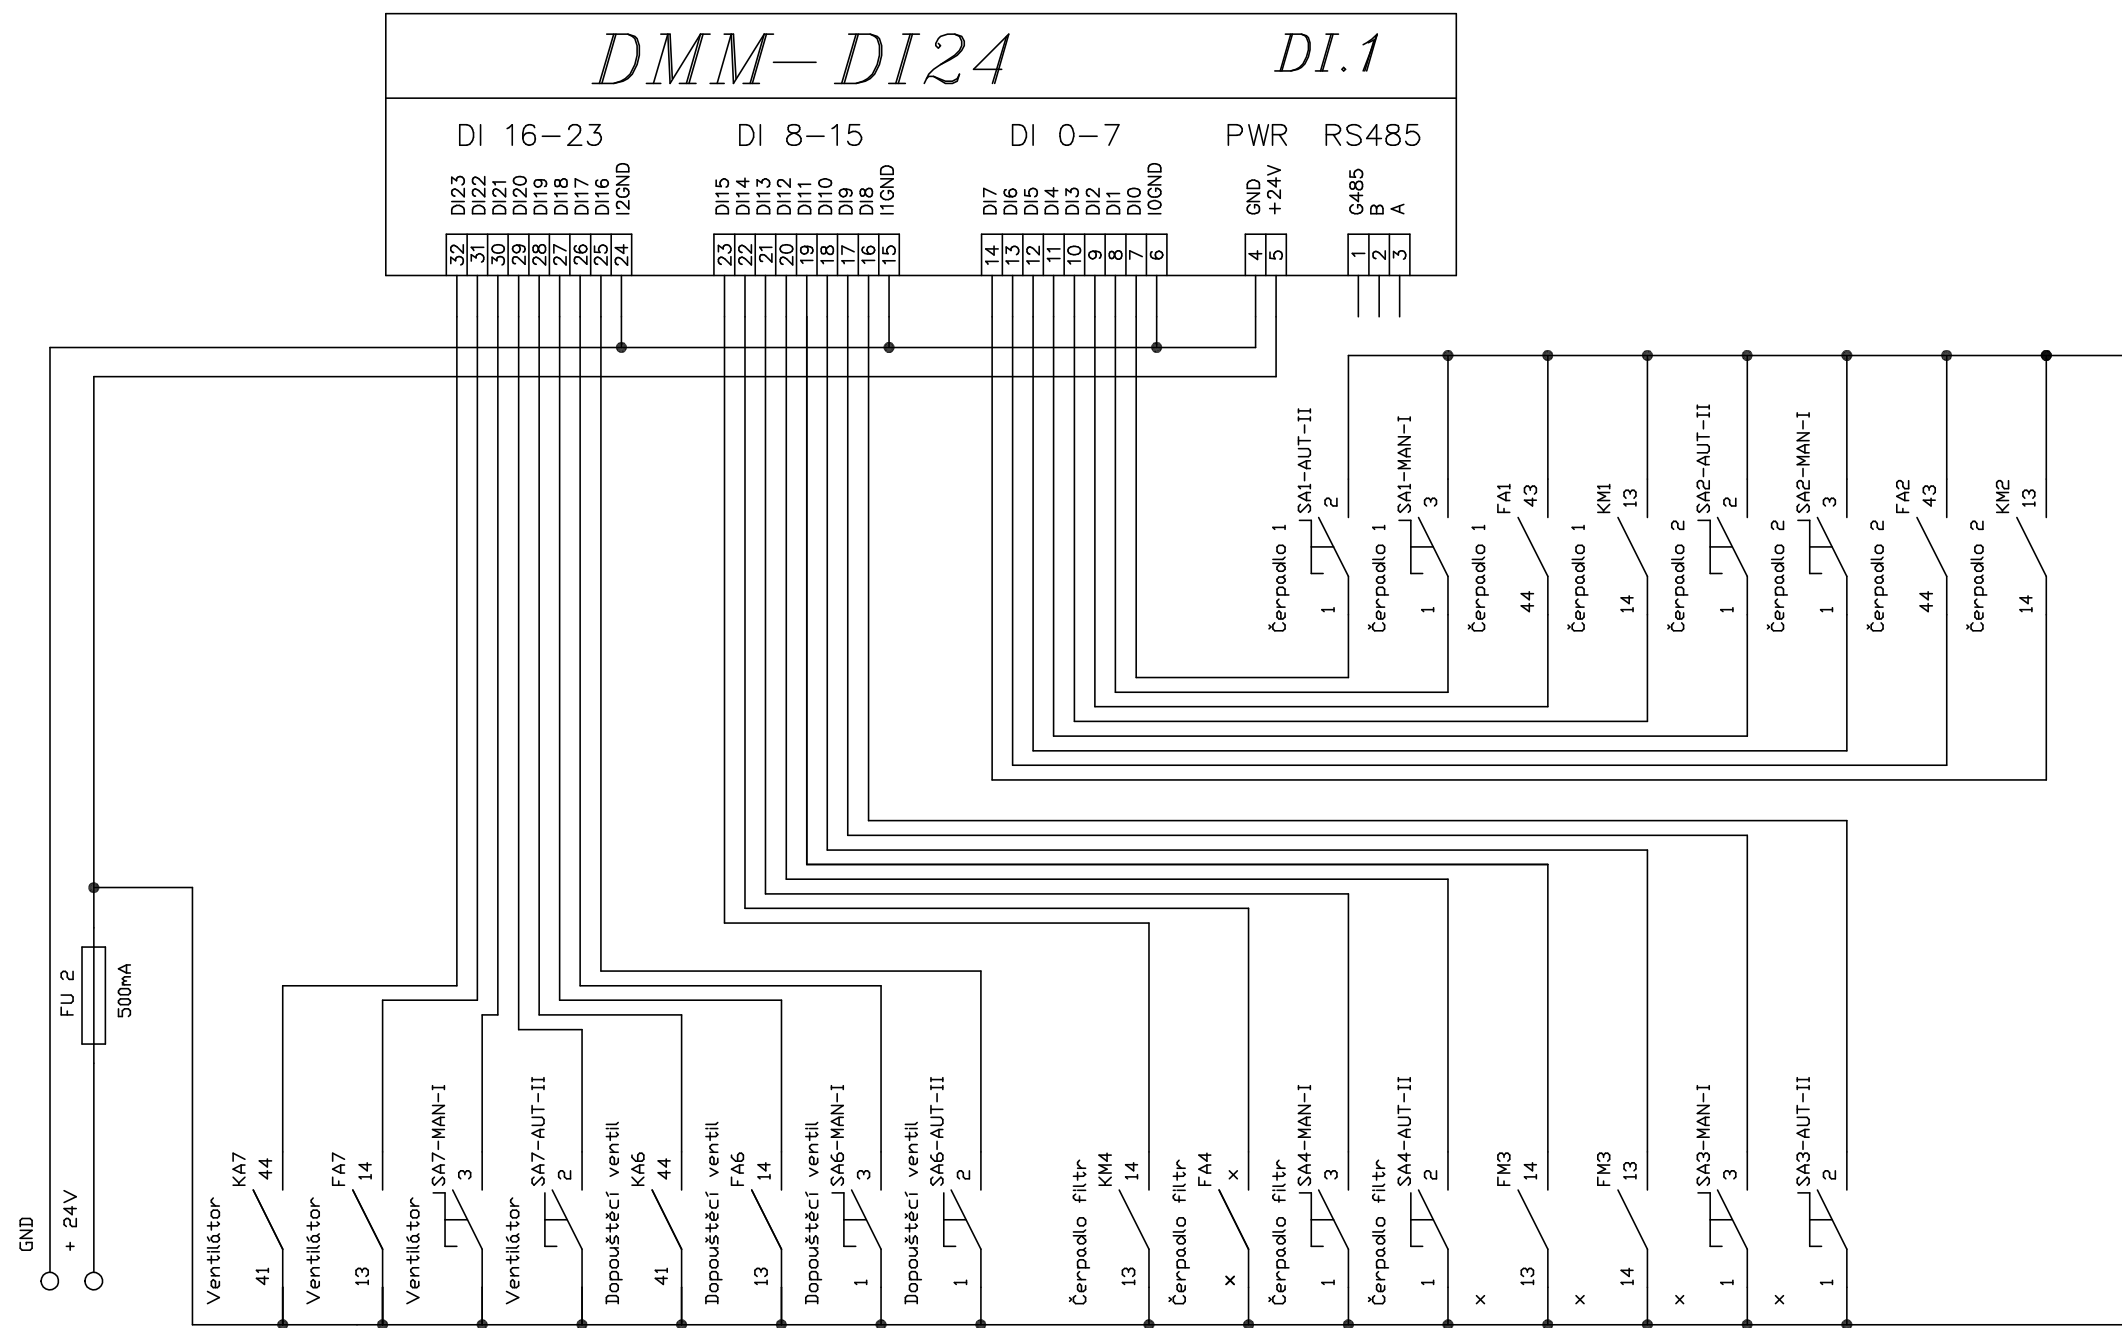 DMM-DI24 DI.1
DI 16-23 DI 8-15 DI 0-7 PWR RS485
DI23 DI22 DI21 DI20 DI19 DI18 DI17 DI16 I2GND
DI15 DI14 DI13 DI12 DI11 DI10 DI9 DI8 I1GND
DI7 DI6 DI5 DI4 DI3 DI2 DI1 DI0 I0GND
GND +24V
G485 B A
32 31 30 29 28 27 26 25 24
23 22 21 20 19 18 17 16 15
14 13 12 11 10 9 8 7 6
4 5
1 2 3
Čerpadlo 1 SA1-AUT-II 1 2
Čerpadlo 1 SA1-MAN-I 1 3
Čerpadlo 1 FA1 44 43
Čerpadlo 1 KM1 14 13
Čerpadlo 2 SA2-AUT-II 1 2
Čerpadlo 2 SA2-MAN-I 1 3
Čerpadlo 2 FA2 44 43
Čerpadlo 2 KM2 14 13
FU 2
500mA
GND
+ 24V
Ventilátor KA7 41 44
Ventilátor FA7 13 14
Ventilátor SA7-MAN-I 3
Ventilátor SA7-AUT-II 2
Dopouštěcí ventil KA6 41 44
Dopouštěcí ventil FA6 13 14
Dopouštěcí ventil SA6-MAN-I 1 3
Dopouštěcí ventil SA6-AUT-II 1 2
Čerpadlo filtr KM4 13 14
Čerpadlo filtr FA4 x x
Čerpadlo filtr SA4-MAN-I 1 3
Čerpadlo filtr SA4-AUT-II 1 2
x FM3 13 14
x FM3 14 13
x SA3-MAN-I 1 3
x SA3-AUT-II 1 2